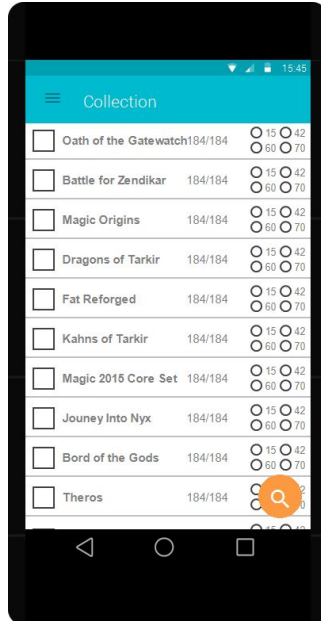 15:45
Collection
Oath of the Gatewatch 184/184 15 42
60 70
Battle for Zendikar 184/184 15 42
60 70
Magic Origins 184/184 15 42
60 70
Dragons of Tarkir 184/184 15 42
60 70
Fat Reforged 184/184 15 42
60 70
Kahns of Tarkir 184/184 15 42
60 70
Magic 2015 Core Set 184/184 15 42
60 70
Jouney Into Nyx 184/184 15 42
60 70
Bord of the Gods 184/184 15 42
60 70
Theros 184/184